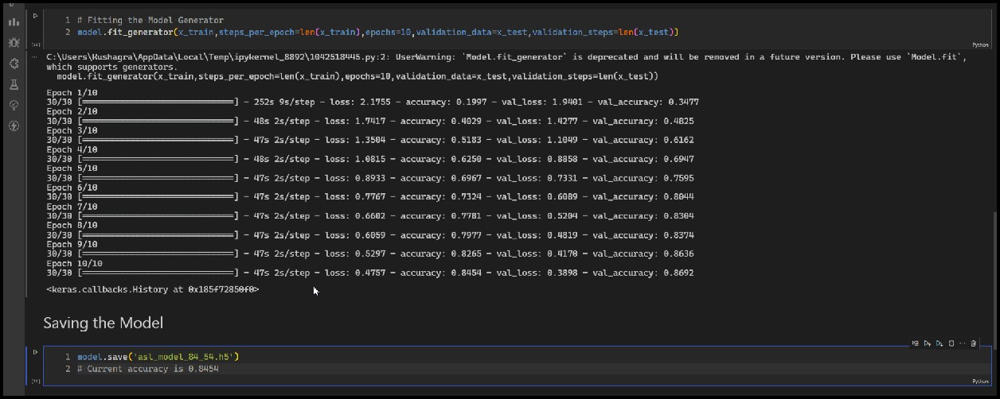 1 # Fitting the Model Generator
2 model.fit_generator(x_train,steps_per_epoch=len(x_train),epochs=10,validation_data=x_test,validation_steps=len(x_test))
Python
C:\Users\Kushagra\AppData\Local\Temp\ipykernel_8892\1042518445.py:2: UserWarning: `Model.fit_generator` is deprecated and will be removed in a future version. Please use `Model.fit`,
which supports generators.
model.fit_generator(x_train,steps_per_epoch=len(x_train),epochs=10,validation_data=x_test,validation_steps=len(x_test))
Epoch 1/10
30/30 [==============================] - 252s 9s/step - loss: 2.1755 - accuracy: 0.1997 - val_loss: 1.9401 - val_accuracy: 0.3477
Epoch 2/10
30/30 [==============================] - 48s 2s/step - loss: 1.7417 - accuracy: 0.4029 - val_loss: 1.4277 - val_accuracy: 0.4825
Epoch 3/10
30/30 [==============================] - 47s 2s/step - loss: 1.3504 - accuracy: 0.5183 - val_loss: 1.1049 - val_accuracy: 0.6162
Epoch 4/10
30/30 [==============================] - 48s 2s/step - loss: 1.0815 - accuracy: 0.6250 - val_loss: 0.8858 - val_accuracy: 0.6947
Epoch 5/10
30/30 [==============================] - 47s 2s/step - loss: 0.8933 - accuracy: 0.6967 - val_loss: 0.7331 - val_accuracy: 0.7595
Epoch 6/10
30/30 [==============================] - 47s 2s/step - loss: 0.7767 - accuracy: 0.7324 - val_loss: 0.6089 - val_accuracy: 0.8044
Epoch 7/10
30/30 [==============================] - 47s 2s/step - loss: 0.6602 - accuracy: 0.7781 - val_loss: 0.5204 - val_accuracy: 0.8304
Epoch 8/10
30/30 [==============================] - 47s 2s/step - loss: 0.6059 - accuracy: 0.7977 - val_loss: 0.4819 - val_accuracy: 0.8374
Epoch 9/10
30/30 [==============================] - 47s 2s/step - loss: 0.5297 - accuracy: 0.8265 - val_loss: 0.4170 - val_accuracy: 0.8636
Epoch 10/10
30/30 [==============================] - 47s 2s/step - loss: 0.4757 - accuracy: 0.8454 - val_loss: 0.3898 - val_accuracy: 0.8692
<keras.callbacks.History at 0x185f72850f0>
Saving the Model
1 model.save('asl_model_84_54.h5')
2 # Current accuracy is 0.8454
Python